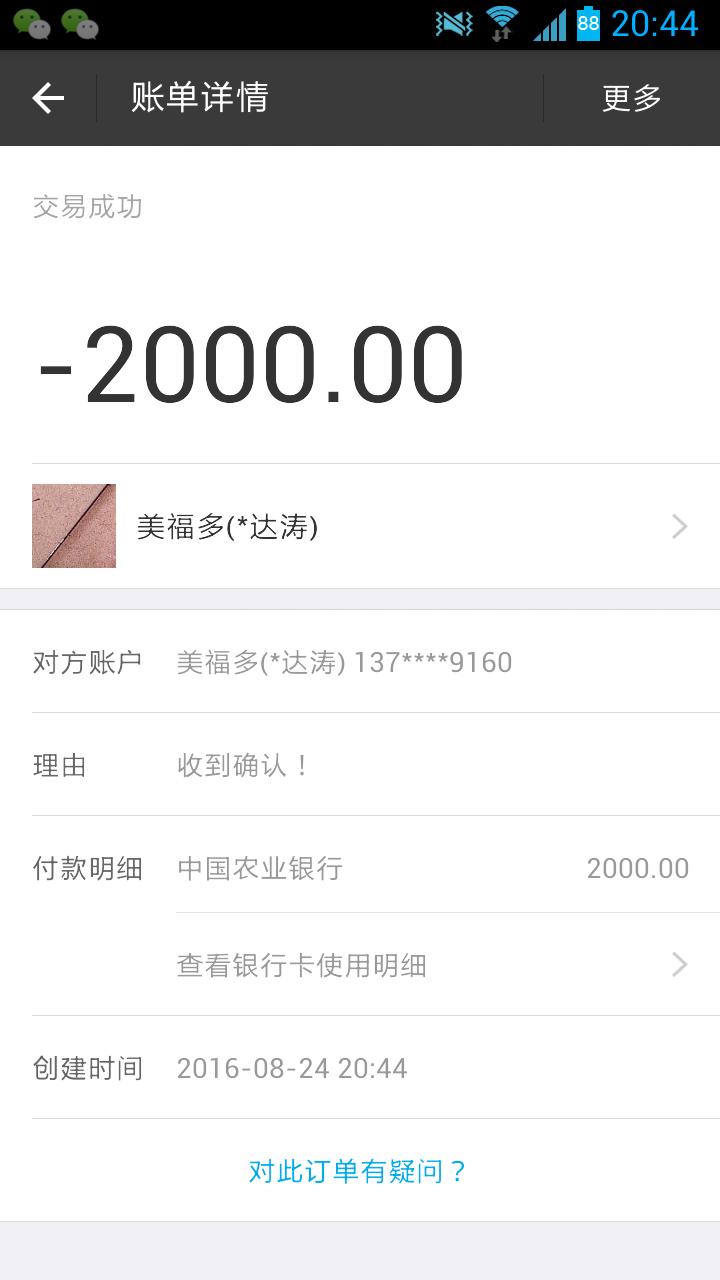 88 20:44
账单详情 更多
交易成功
-2000.00
美福多(*达涛)
对方账户 美福多(*达涛) 137****9160
理由 收到确认！
付款明细 中国农业银行 2000.00
查看银行卡使用明细
创建时间 2016-08-24 20:44
对此订单有疑问？